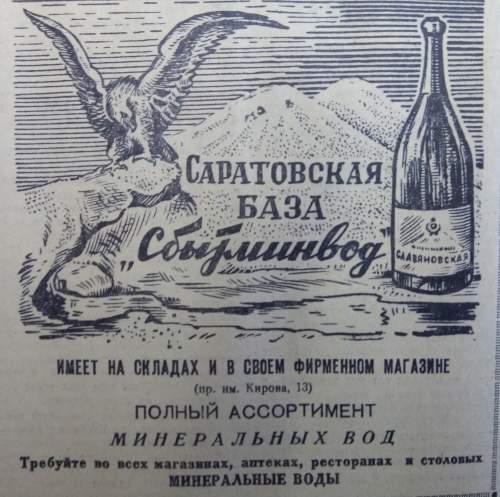 САРАТОВСКАЯ
БАЗА
„Сбытминвод"
СЛАВЯНОВСКАЯ
ИМЕЕТ НА СКЛАДАХ И В СВОЕМ ФИРМЕННОМ МАГАЗИНЕ
(пр. им. Кирова, 13)
ПОЛНЫЙ АССОРТИМЕНТ
МИНЕРАЛЬНЫХ ВОД
Требуйте во всех магазинах, аптеках, ресторанах и столовых
МИНЕРАЛЬНЫЕ ВОДЫ